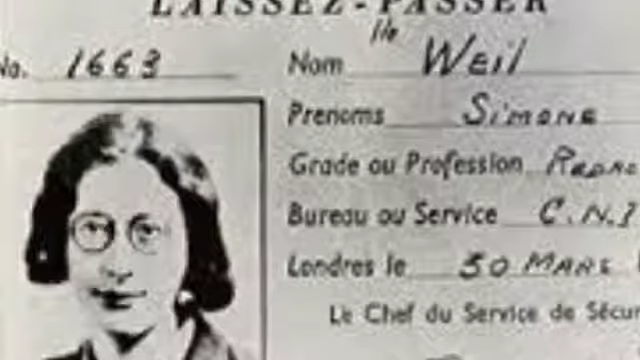 LAISSEZ-PASSER
No. 1663
Nom Mlle Weil
Prenoms Simone
Grade ou Profession
Bureau ou Service C.N.I
Londres le 30 MARS
Le Chef du Service de Sécur